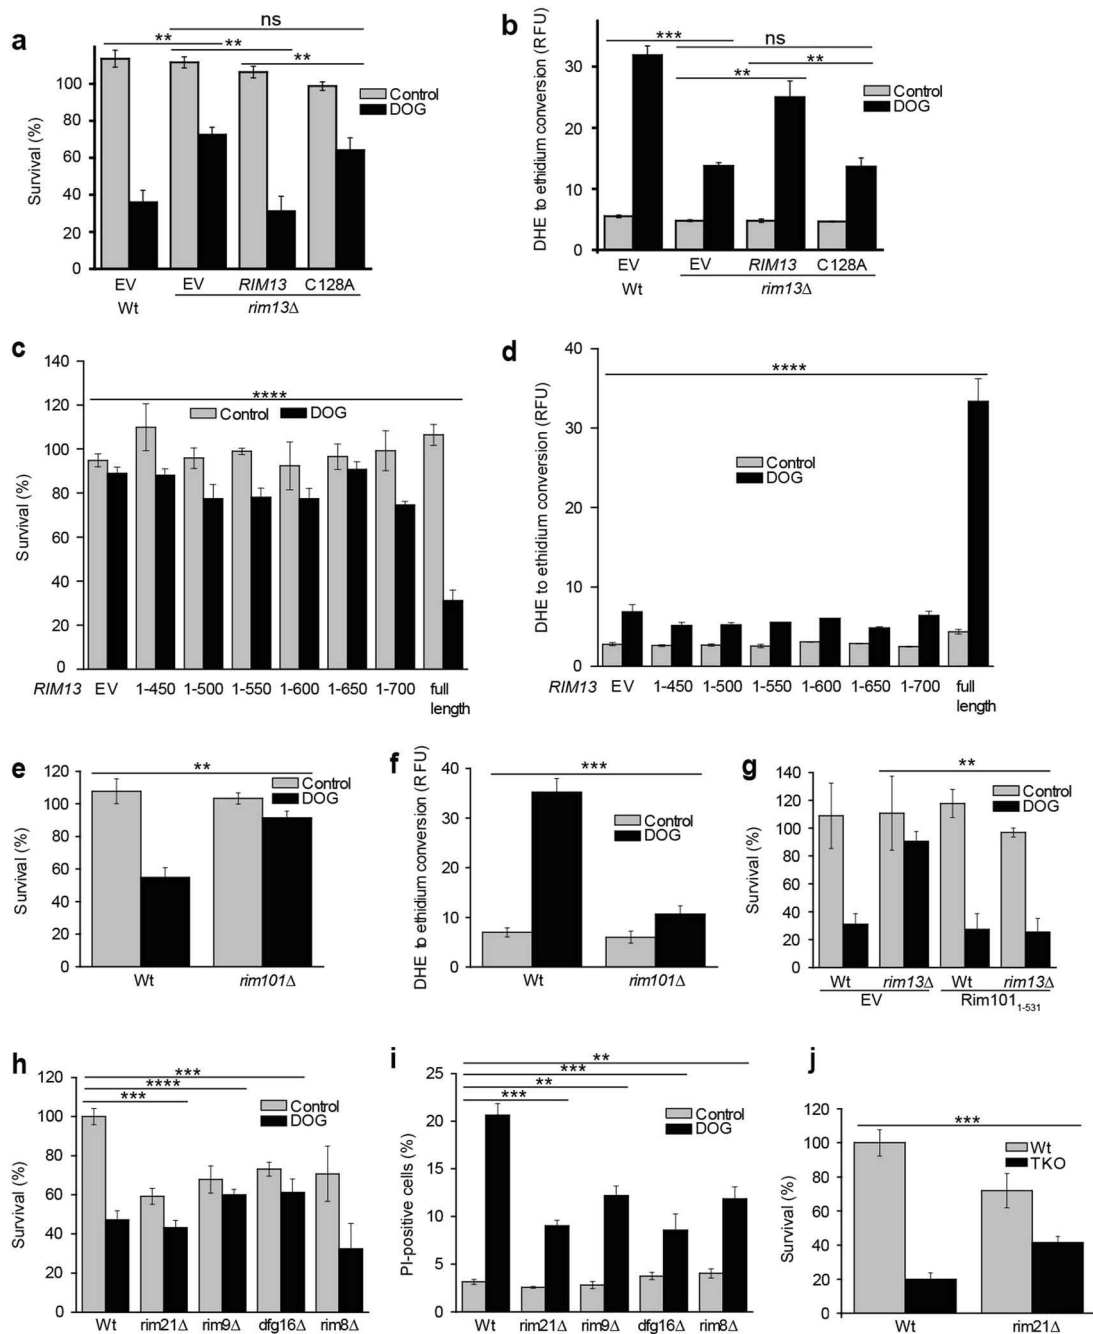 a
ns
**
**
**
Survival (%)
100
80
60
40
20
0
Control
DOG
EV
EV
RIM13
C128A
Wt
rim13Δ
b
***
ns
**
**
DHE to ethidium conversion (RFU)
30
20
10
0
Control
DOG
EV
EV
RIM13
C128A
Wt
rim13Δ
c
140
120
100
80
60
40
20
0
Survival (%)
****
Control
DOG
RIM13
EV
1-450
1-500
1-550
1-600
1-650
1-700
full
length
d
40
30
20
10
0
DHE to ethidium conversion (RFU)
****
Control
DOG
RIM13
EV
1-450
1-500
1-550
1-600
1-650
1-700
full
length
e
120
100
80
60
40
20
0
Survival (%)
**
Control
DOG
Wt
rim101Δ
f
40
30
20
10
0
DHE to ethidium conversion (RFU)
***
Control
DOG
Wt
rim101Δ
g
140
120
100
80
60
40
20
0
Survival (%)
**
Control
DOG
Wt
rim13Δ
Wt
rim13Δ
EV
Rim101₁₋₅₃₁
h
120
100
80
60
40
20
0
Survival (%)
***
****
***
Control
DOG
Wt
rim21Δ
rim9Δ
dfg16Δ
rim8Δ
i
25
20
15
10
5
0
PI-positive cells (%)
**
***
**
***
Control
DOG
Wt
rim21Δ
rim9Δ
dfg16Δ
rim8Δ
j
120
100
80
60
40
20
0
Survival (%)
***
Wt
TKO
Wt
rim21Δ